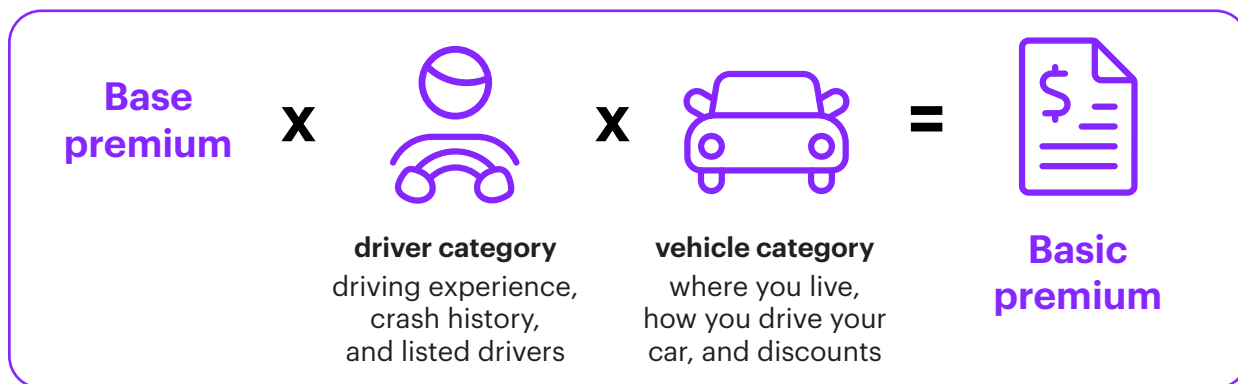 Base
premium
x
x
=
$
driver category
driving experience,
crash history,
and listed drivers
vehicle category
where you live,
how you drive your
car, and discounts
Basic
premium